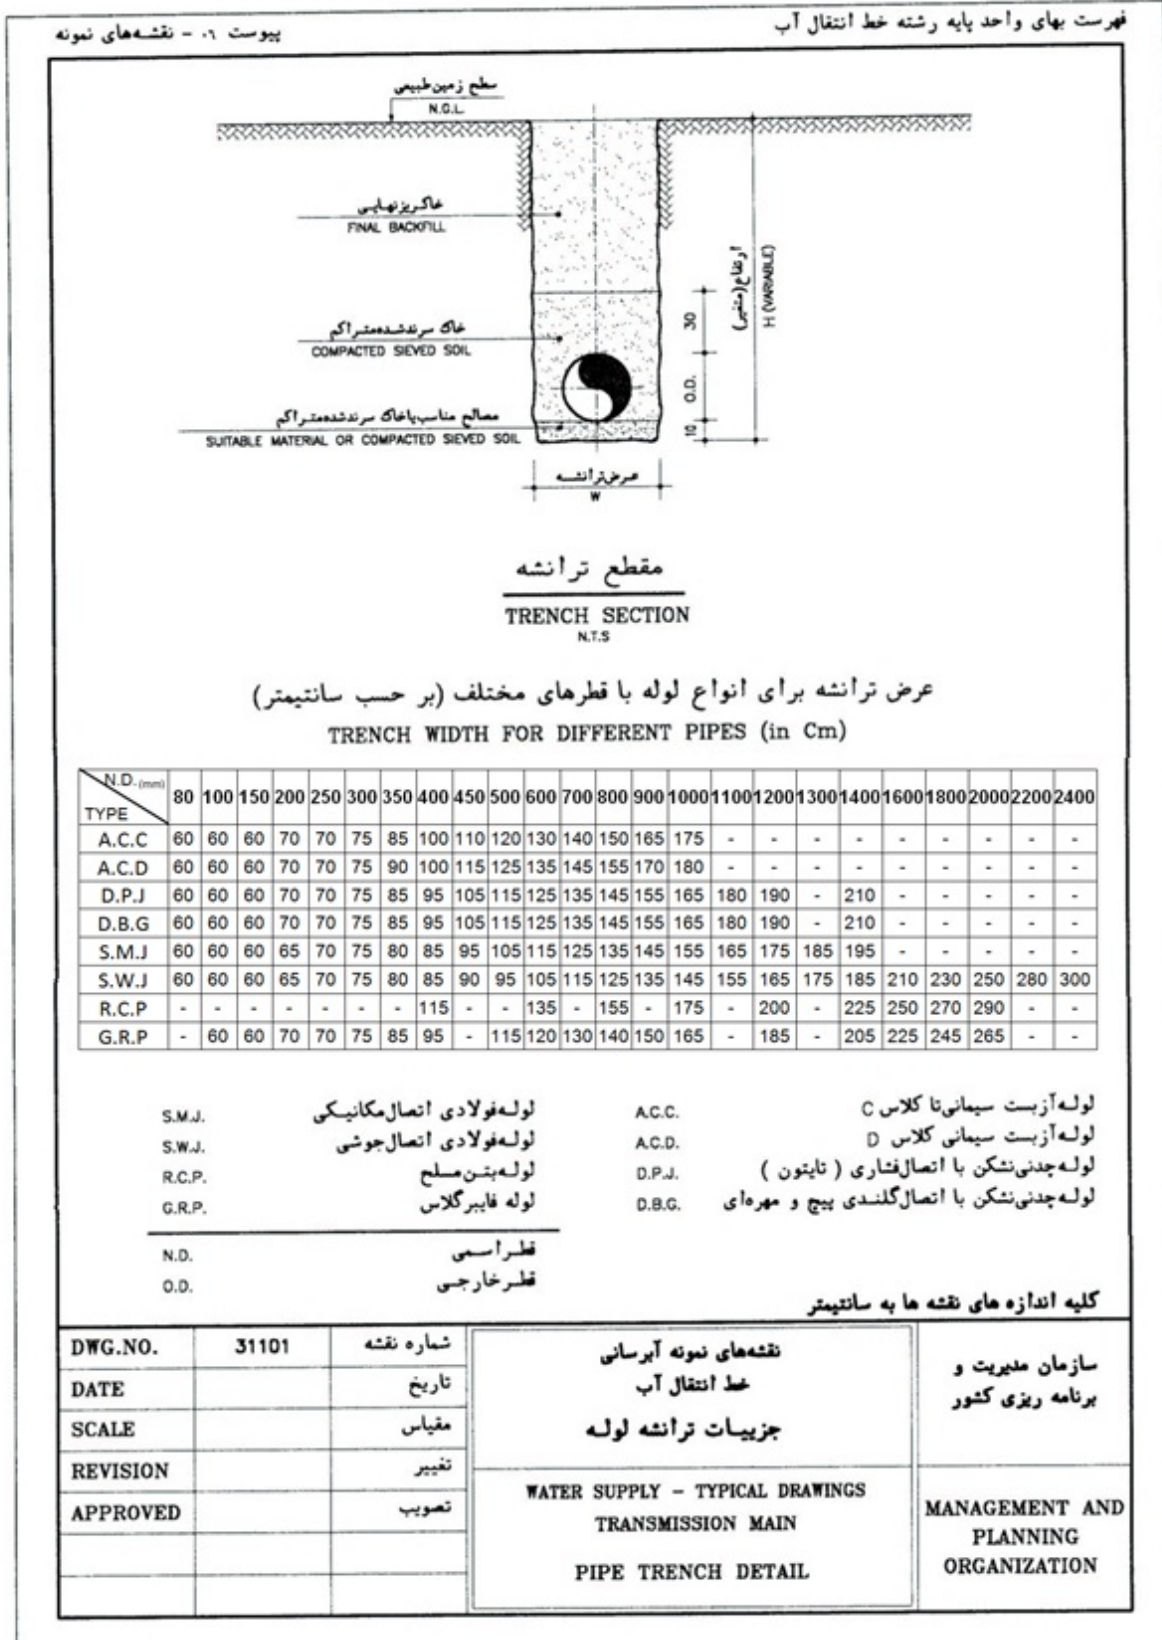 فهرست بهای واحد پایه رشته خط انتقال آب
پیوست ۰۶ - نقشه‌های نمونه
سطح زمین طبیعی
N.G.L.
خاکریز نهایی
FINAL BACKFILL
خاک سرند شده متراکم
COMPACTED SIEVED SOIL
مصالح مناسب یا خاک سرند شده متراکم
SUITABLE MATERIAL OR COMPACTED SIEVED SOIL
30
O.D.
10
ارتفاع (متغیر)
H (VARIABLE)
عرض ترانشه
W
مقطع ترانشه
TRENCH SECTION
N.T.S
عرض ترانشه برای انواع لوله با قطرهای مختلف (بر حسب سانتیمتر)
TRENCH WIDTH FOR DIFFERENT PIPES (in Cm)
N.D. (mm) TYPE 80 100 150 200 250 300 350 400 450 500 600 700 800 900 1000 1100 1200 1300 1400 1600 1800 2000 2200 2400
A.C.C 60 60 60 70 70 75 85 100 110 120 130 140 150 165 175 - - - - - - - - -
A.C.D 60 60 60 70 70 75 90 100 115 125 135 145 155 170 180 - - - - - - - - -
D.P.J 60 60 60 70 70 75 85 95 105 115 125 135 145 155 165 180 190 - 210 - - - - -
D.B.G 60 60 60 70 70 75 85 95 105 115 125 135 145 155 165 180 190 - 210 - - - - -
S.M.J 60 60 60 65 70 75 80 85 95 105 115 125 135 145 155 165 175 185 195 - - - - -
S.W.J 60 60 60 65 70 75 80 85 90 95 105 115 125 135 145 155 165 175 185 210 230 250 280 300
R.C.P - - - - - - - 115 - - 135 - 155 - 175 - 200 - 225 250 270 290 - -
G.R.P - 60 60 70 70 75 85 95 - 115 120 130 140 150 165 - 185 - 205 225 245 265 - -
لوله آزبست سیمانی تا کلاس C A.C.C.
لوله آزبست سیمانی کلاس D A.C.D.
لوله چدنی نشکن با اتصال فشاری ( تایتون ) D.P.J.
لوله چدنی نشکن با اتصال گلندی پیچ و مهره‌ای D.B.G.
لوله فولادی اتصال مکانیکی S.M.J.
لوله فولادی اتصال جوشی S.W.J.
لوله بتن مسلح R.C.P.
لوله فایبرگلاس G.R.P.
قطر اسمی N.D.
قطر خارجی O.D.
کلیه اندازه های نقشه ها به سانتیمتر
DWG.NO. 31101 شماره نقشه
DATE تاریخ
SCALE مقیاس
REVISION تغییر
APPROVED تصویب
نقشه‌های نمونه آبرسانی
خط انتقال آب
جزییات ترانشه لوله
WATER SUPPLY - TYPICAL DRAWINGS
TRANSMISSION MAIN
PIPE TRENCH DETAIL
سازمان مدیریت و
برنامه ریزی کشور
MANAGEMENT AND
PLANNING
ORGANIZATION